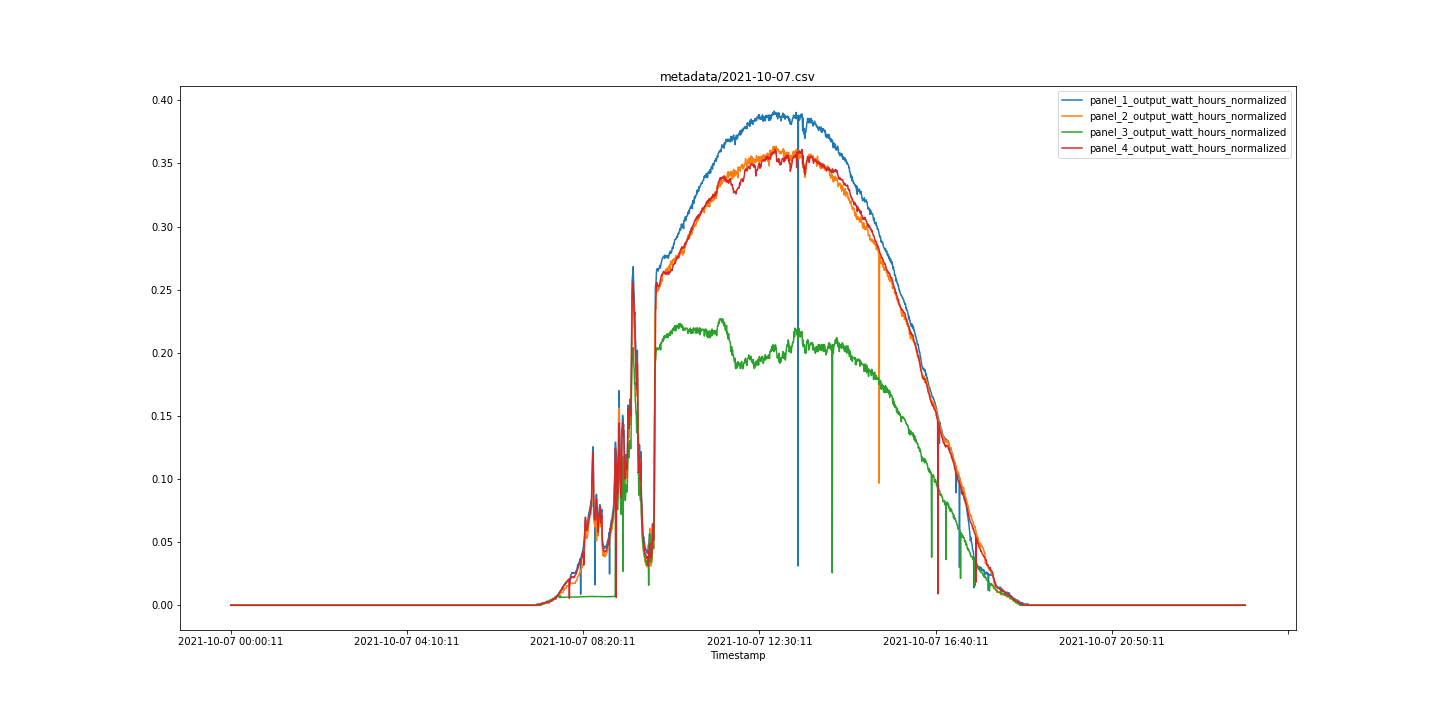 metadata/2021-10-07.csv
panel_1_output_watt_hours_normalized
panel_2_output_watt_hours_normalized
panel_3_output_watt_hours_normalized
panel_4_output_watt_hours_normalized
0.40
0.35
0.30
0.25
0.20
0.15
0.10
0.05
0.00
2021-10-07 00:00:11 2021-10-07 04:10:11 2021-10-07 08:20:11 2021-10-07 12:30:11 2021-10-07 16:40:11 2021-10-07 20:50:11
Timestamp